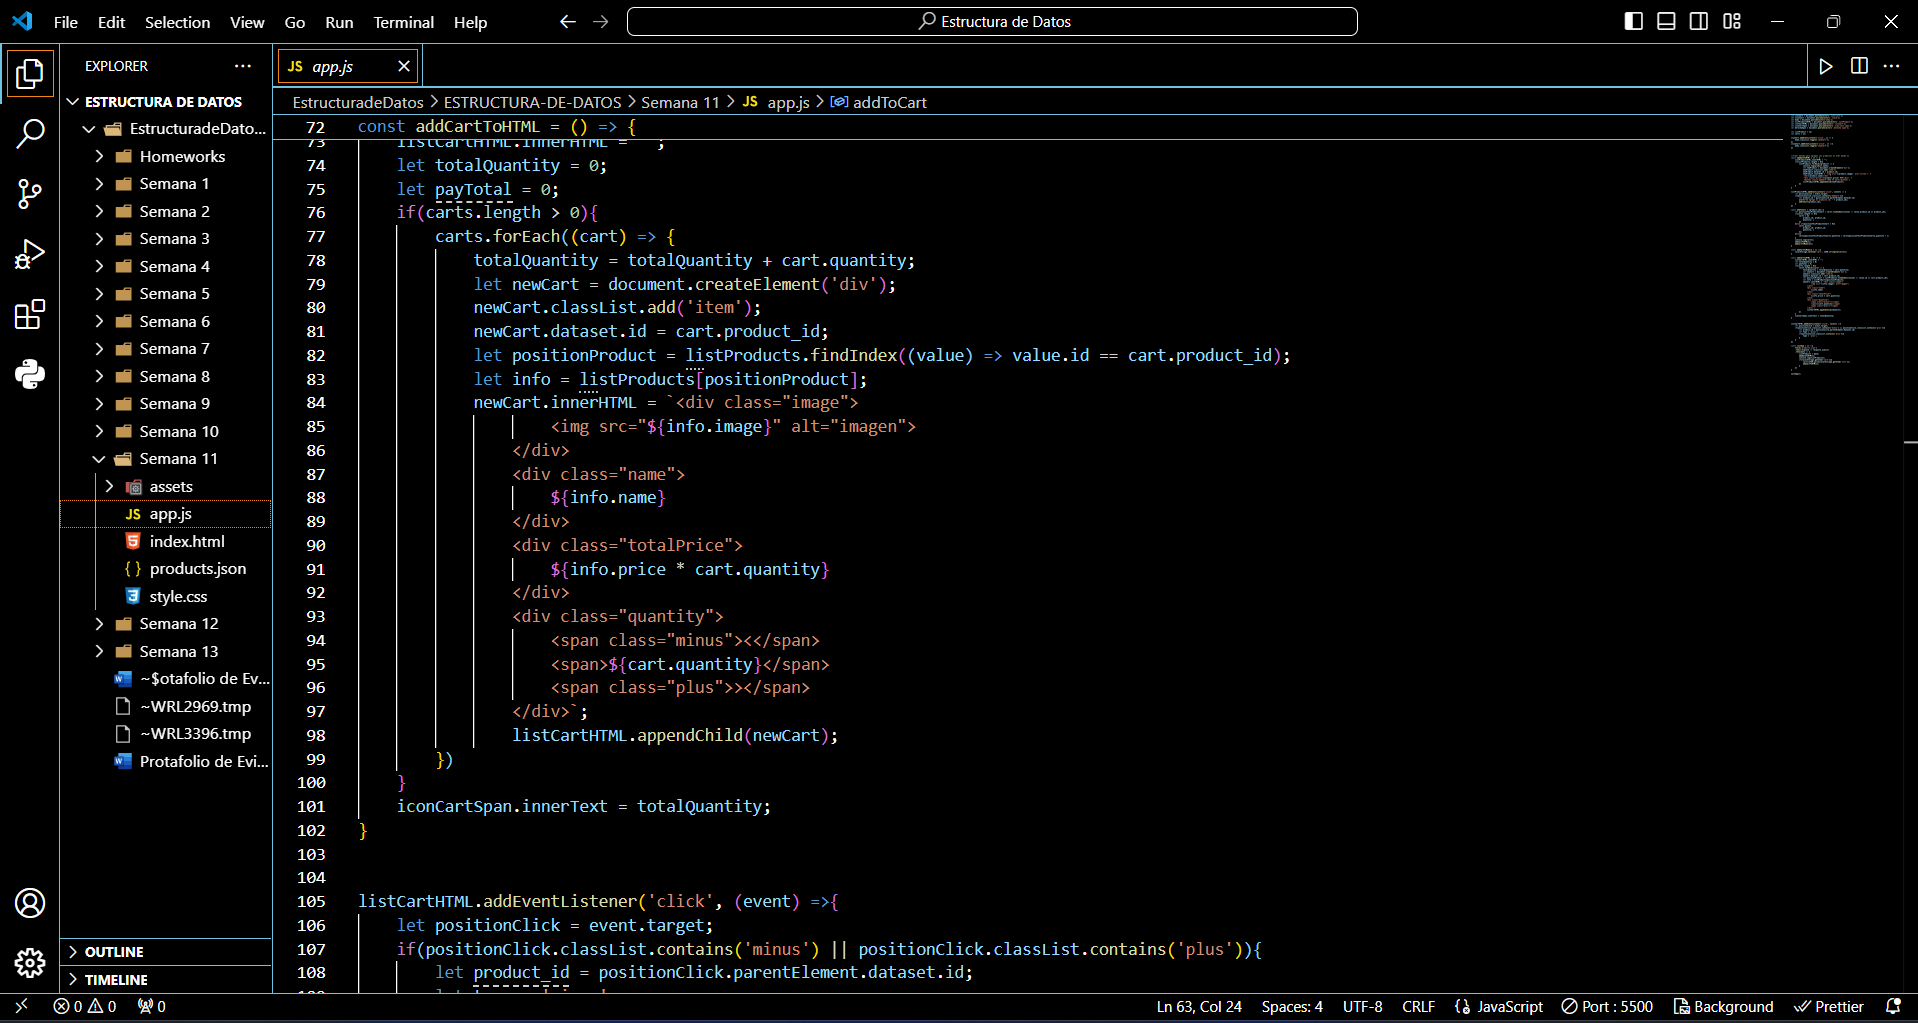 File Edit Selection View Go Run Terminal Help
Estructura de Datos
EXPLORER
ESTRUCTURA DE DATOS
EstructuradeDato...
Homeworks
Semana 1
Semana 2
Semana 3
Semana 4
Semana 5
Semana 6
Semana 7
Semana 8
Semana 9
Semana 10
Semana 11
assets
JS app.js
index.html
{ } products.json
style.css
Semana 12
Semana 13
~$otafolio de Ev...
~WRL2969.tmp
~WRL3396.tmp
Protafolio de Evi...
OUTLINE
TIMELINE
JS app.js
EstructuradeDatos > ESTRUCTURA-DE-DATOS > Semana 11 > JS app.js > addToCart
72 const addCartToHTML = () => {
73 listCartHTML.innerHTML = ;
74 let totalQuantity = 0;
75 let payTotal = 0;
76 if(carts.length > 0){
77 carts.forEach((cart) => {
78 totalQuantity = totalQuantity + cart.quantity;
79 let newCart = document.createElement('div');
80 newCart.classList.add('item');
81 newCart.dataset.id = cart.product_id;
82 let positionProduct = listProducts.findIndex((value) => value.id == cart.product_id);
83 let info = listProducts[positionProduct];
84 newCart.innerHTML = `<div class="image">
85 <img src="${info.image}" alt="imagen">
86 </div>
87 <div class="name">
88 ${info.name}
89 </div>
90 <div class="totalPrice">
91 ${info.price * cart.quantity}
92 </div>
93 <div class="quantity">
94 <span class="minus"><</span>
95 <span>${cart.quantity}</span>
96 <span class="plus">></span>
97 </div>`;
98 listCartHTML.appendChild(newCart);
99 })
100 }
101 iconCartSpan.innerText = totalQuantity;
102 }
103
104
105 listCartHTML.addEventListener('click', (event) =>{
106 let positionClick = event.target;
107 if(positionClick.classList.contains('minus') || positionClick.classList.contains('plus')){
108 let product_id = positionClick.parentElement.dataset.id;
0 0 0 Ln 63, Col 24 Spaces: 4 UTF-8 CRLF {} JavaScript Port : 5500 Background Prettier